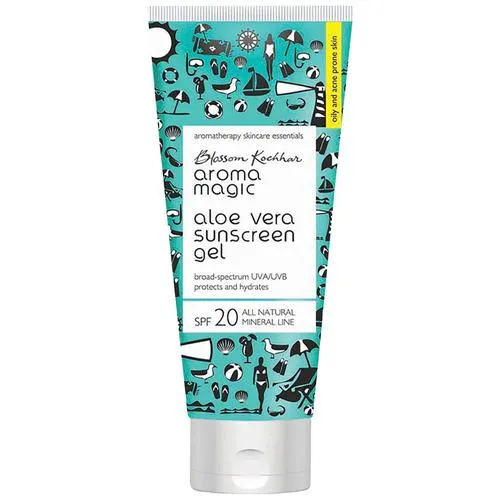 oily and acne prone skin
aromatherapy skincare essentials
Blossom Kochhar
aroma
magic
aloe vera
sunscreen
gel
broad-spectrum UVA/UVB
protects and hydrates
SPF 20 ALL NATURAL
MINERAL LINE